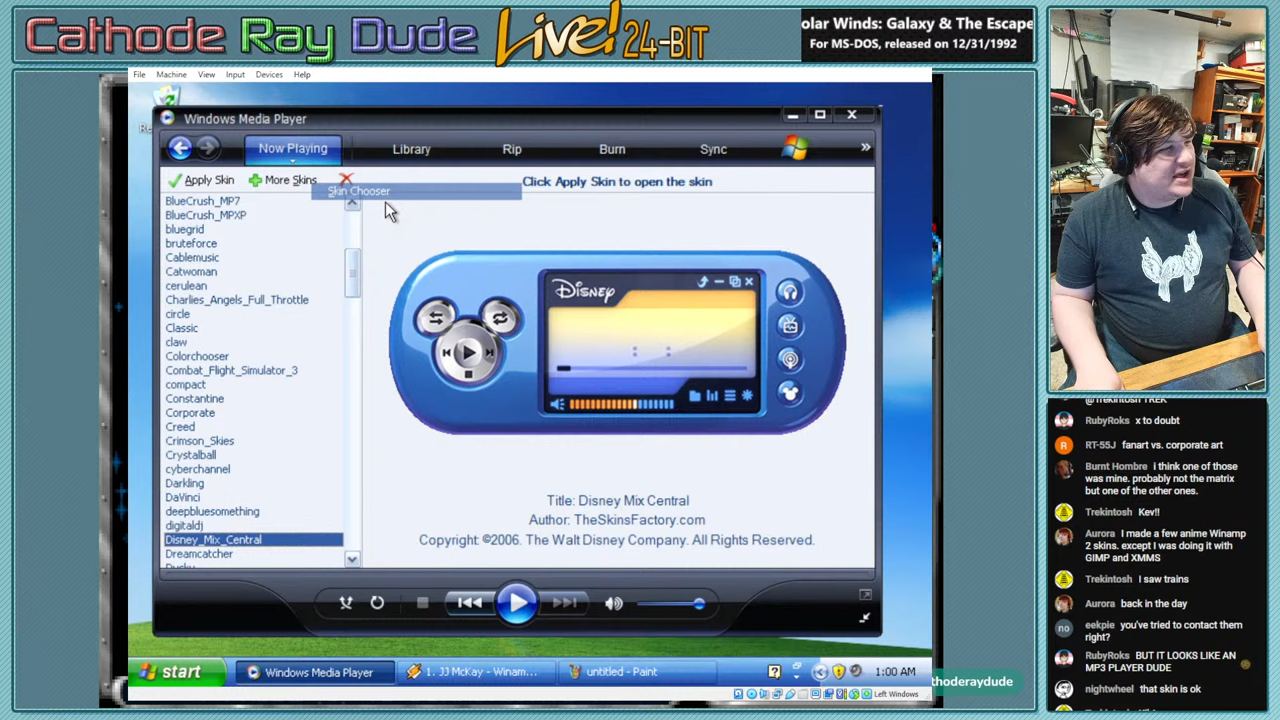 Cathode Ray Dude Live! 24-BIT
olar Winds: Galaxy & The Escape
For MS-DOS, released on 12/31/1992
File Machine View Input Devices Help
Windows Media Player
Now Playing Library Rip Burn Sync »
Apply Skin More Skins
Skin Chooser
Click Apply Skin to open the skin
BlueCrush_MP7
BlueCrush_MPXP
bluegrid
bruteforce
Cablemusic
Catwoman
cerulean
Charlies_Angels_Full_Throttle
circle
Classic
claw
Colorchooser
Combat_Flight_Simulator_3
compact
Constantine
Corporate
Creed
Crimson_Skies
Crystalball
cyberchannel
Darkling
DaVinci
deepbluesomething
digitaldj
Disney_Mix_Central
Dreamcatcher
Dusky
Disney
Title: Disney Mix Central
Author: TheSkinsFactory.com
Copyright: ©2006. The Walt Disney Company. All Rights Reserved.
start Windows Media Player 1. JJ McKay - Winam... untitled - Paint 1:00 AM
Left Windows
thoderaydude
@Trekintosh TREK
RubyRoks x to doubt
RT-55J fanart vs. corporate art
Burnt Hombre i think one of those
was mine. probably not the matrix
but one of the other ones.
Trekintosh Kev!!
Aurora I made a few anime Winamp
2 skins. except I was doing it with
GIMP and XMMS
Trekintosh I saw trains
Aurora back in the day
eekpie you've tried to contact them
right?
RubyRoks BUT IT LOOKS LIKE AN
MP3 PLAYER DUDE
nightwheel that skin is ok